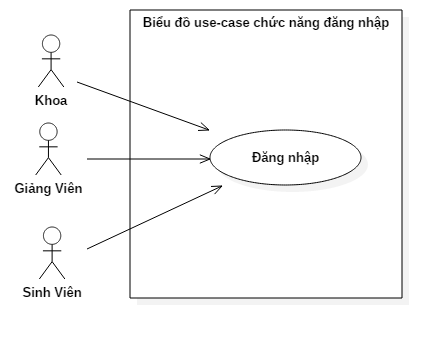 Biểu đồ use-case chức năng đăng nhập
Khoa
Giảng Viên
Đăng nhập
Sinh Viên